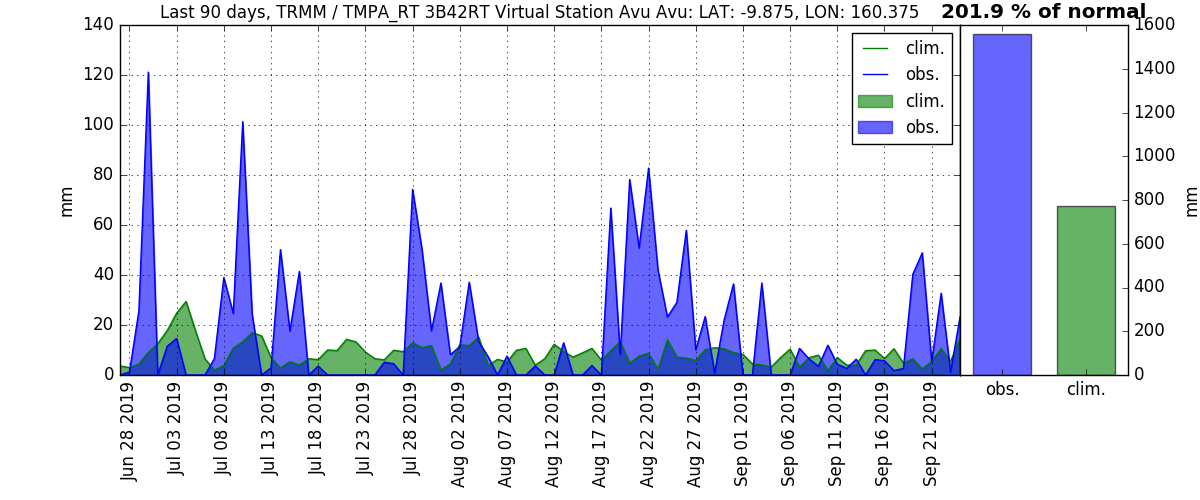 Last 90 days, TRMM / TMPA_RT 3B42RT Virtual Station Avu Avu: LAT: -9.875, LON: 160.375
201.9 % of normal
140
120
100
80
60
40
20
0
mm
clim.
obs.
clim.
obs.
1600
1400
1200
1000
800
600
400
200
0
mm
Jun 28 2019
Jul 03 2019
Jul 08 2019
Jul 13 2019
Jul 18 2019
Jul 23 2019
Jul 28 2019
Aug 02 2019
Aug 07 2019
Aug 12 2019
Aug 17 2019
Aug 22 2019
Aug 27 2019
Sep 01 2019
Sep 06 2019
Sep 11 2019
Sep 16 2019
Sep 21 2019
obs.
clim.